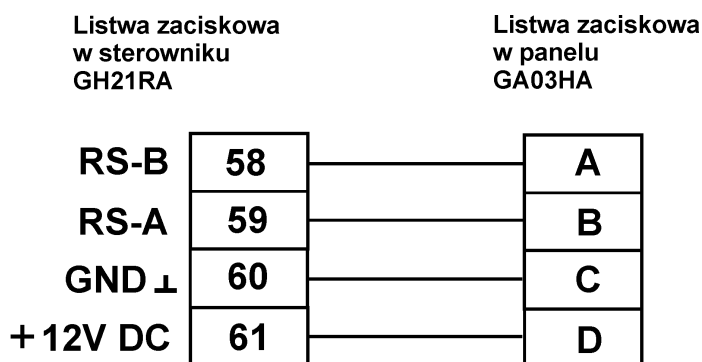 Listwa zaciskowa
w sterowniku
GH21RA
Listwa zaciskowa
w panelu
GA03HA
RS-B 58 A
RS-A 59 B
GND ⊥ 60 C
+12V DC 61 D